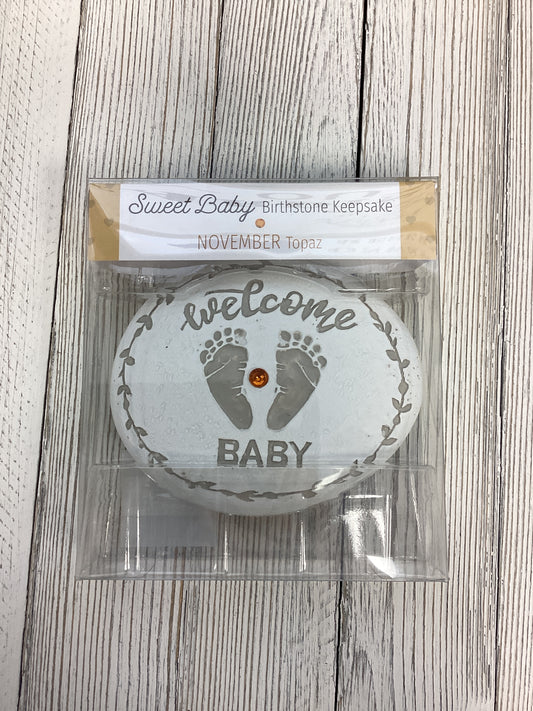 Sweet Baby Birthstone Keepsake
NOVEMBER Topaz
welcome
BABY